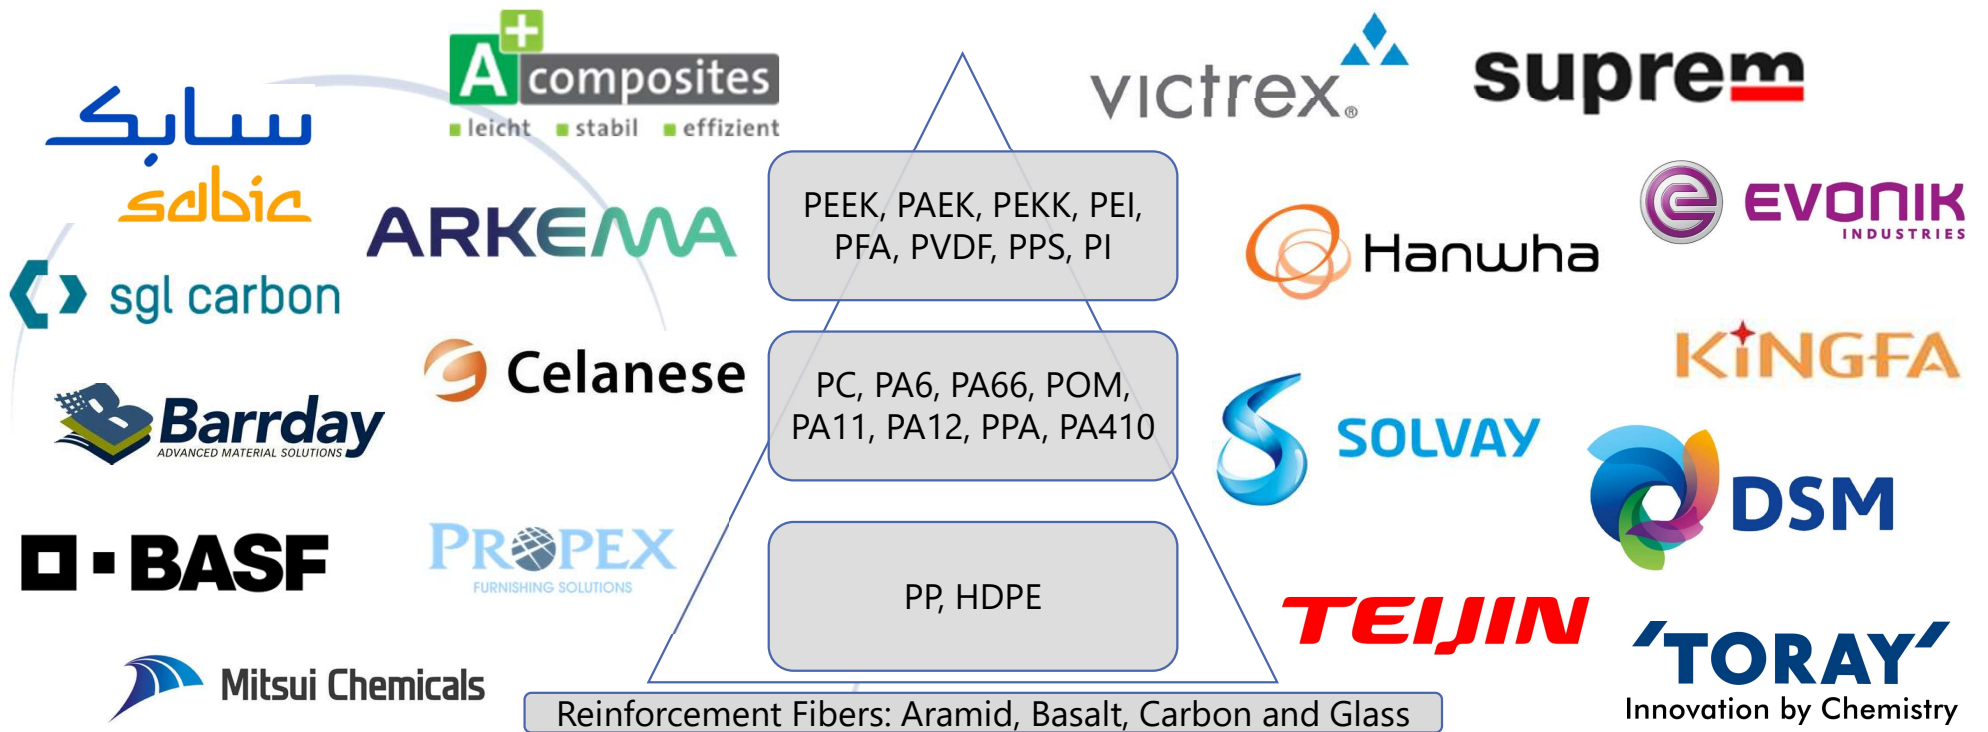 A+ composites
leicht stabil effizient
victrex®
suprem
سابك
sabic
ARKEMA
PEEK, PAEK, PEKK, PEI,
PFA, PVDF, PPS, PI
Hanwha
EVONIK
INDUSTRIES
sgl carbon
Celanese
KiNGFA
Barrday
ADVANCED MATERIAL SOLUTIONS
PC, PA6, PA66, POM,
PA11, PA12, PPA, PA410
SOLVAY
DSM
BASF
PROPEX
FURNISHING SOLUTIONS
PP, HDPE
TEIJIN
'TORAY'
Innovation by Chemistry
Mitsui Chemicals
Reinforcement Fibers: Aramid, Basalt, Carbon and Glass